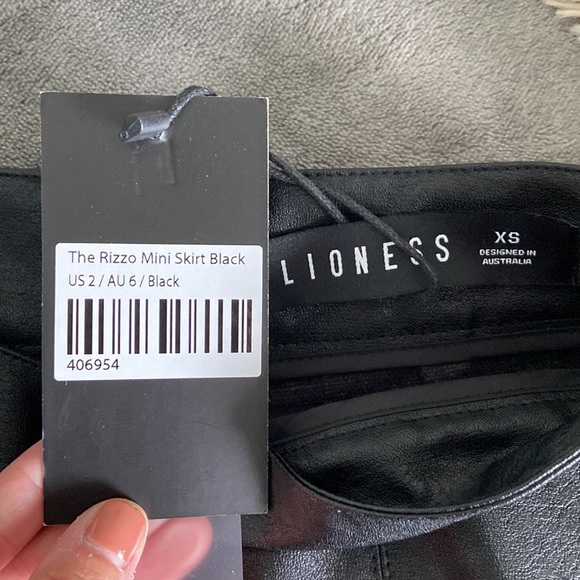 The Rizzo Mini Skirt Black
US 2 / AU 6 / Black
406954
LIONESS
XS
DESIGNED IN
AUSTRALIA